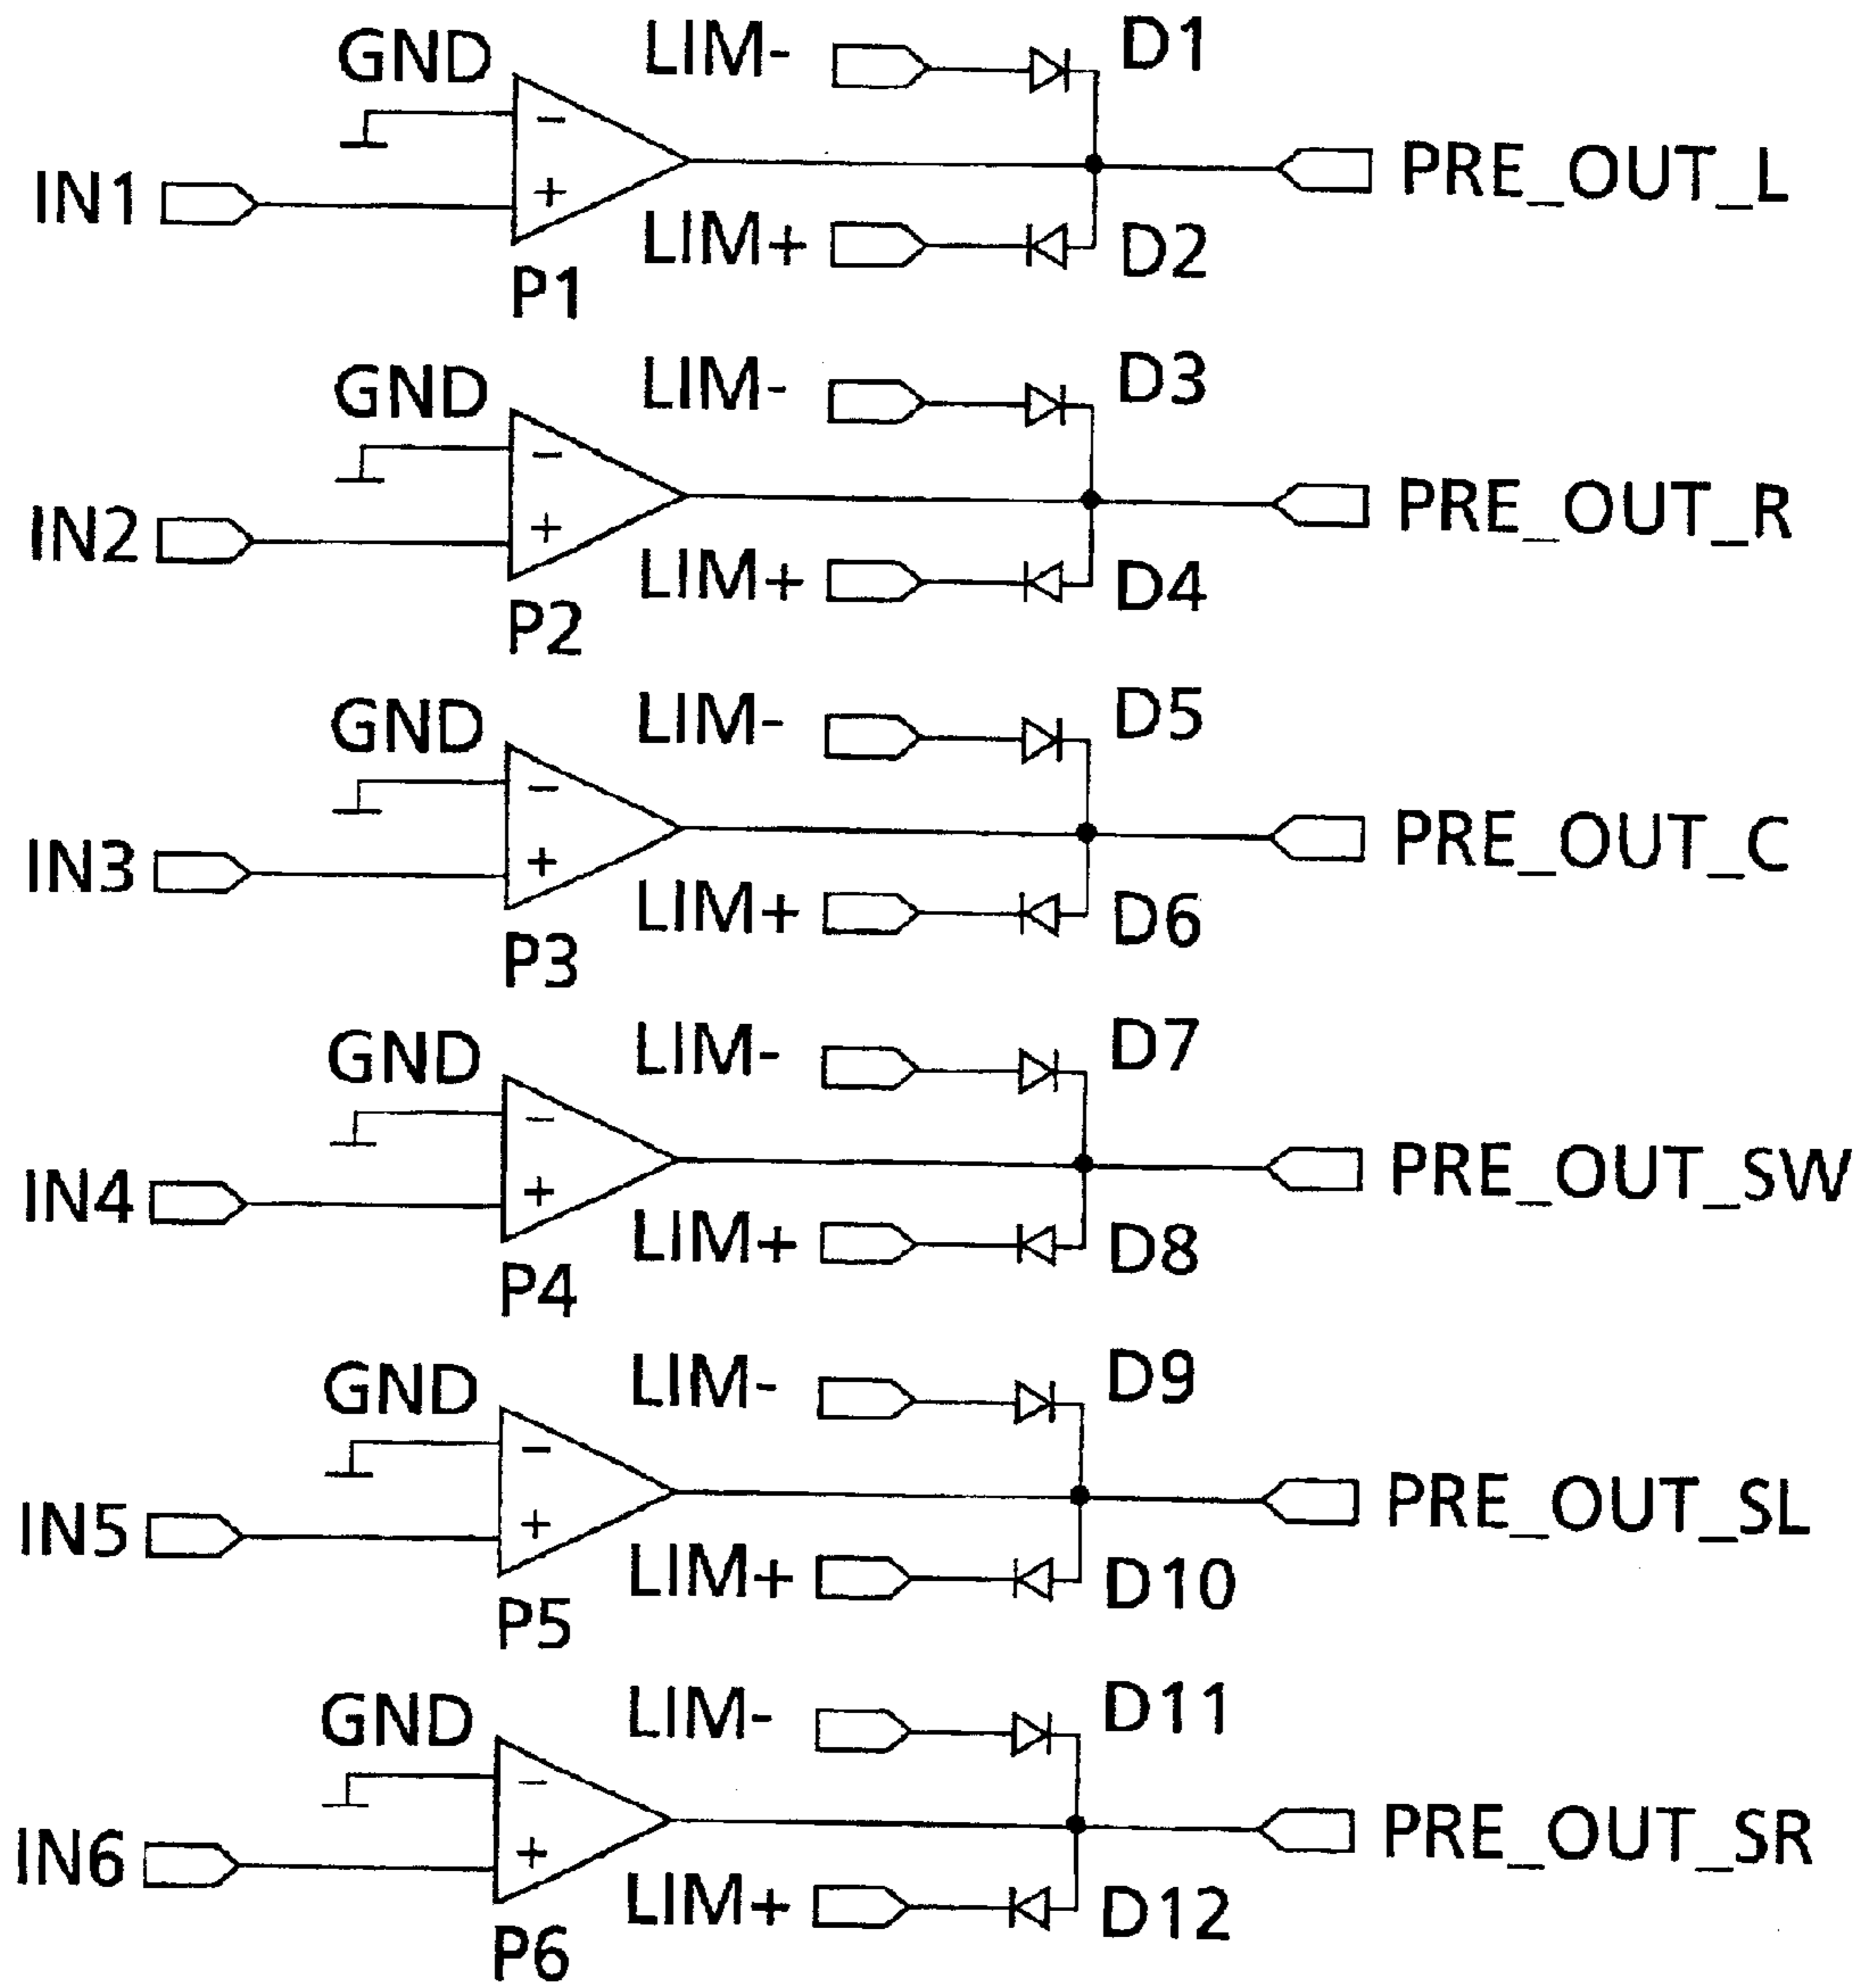 GND
LIM-
D1
−
IN1
+
PRE_OUT_L
LIM+
D2
P1
GND
LIM-
D3
−
IN2
+
PRE_OUT_R
LIM+
D4
P2
GND
LIM-
D5
−
IN3
+
PRE_OUT_C
LIM+
D6
P3
GND
LIM-
D7
−
IN4
+
PRE_OUT_SW
LIM+
D8
P4
GND
LIM-
D9
−
IN5
+
PRE_OUT_SL
LIM+
D10
P5
GND
LIM-
D11
−
IN6
+
PRE_OUT_SR
LIM+
D12
P6